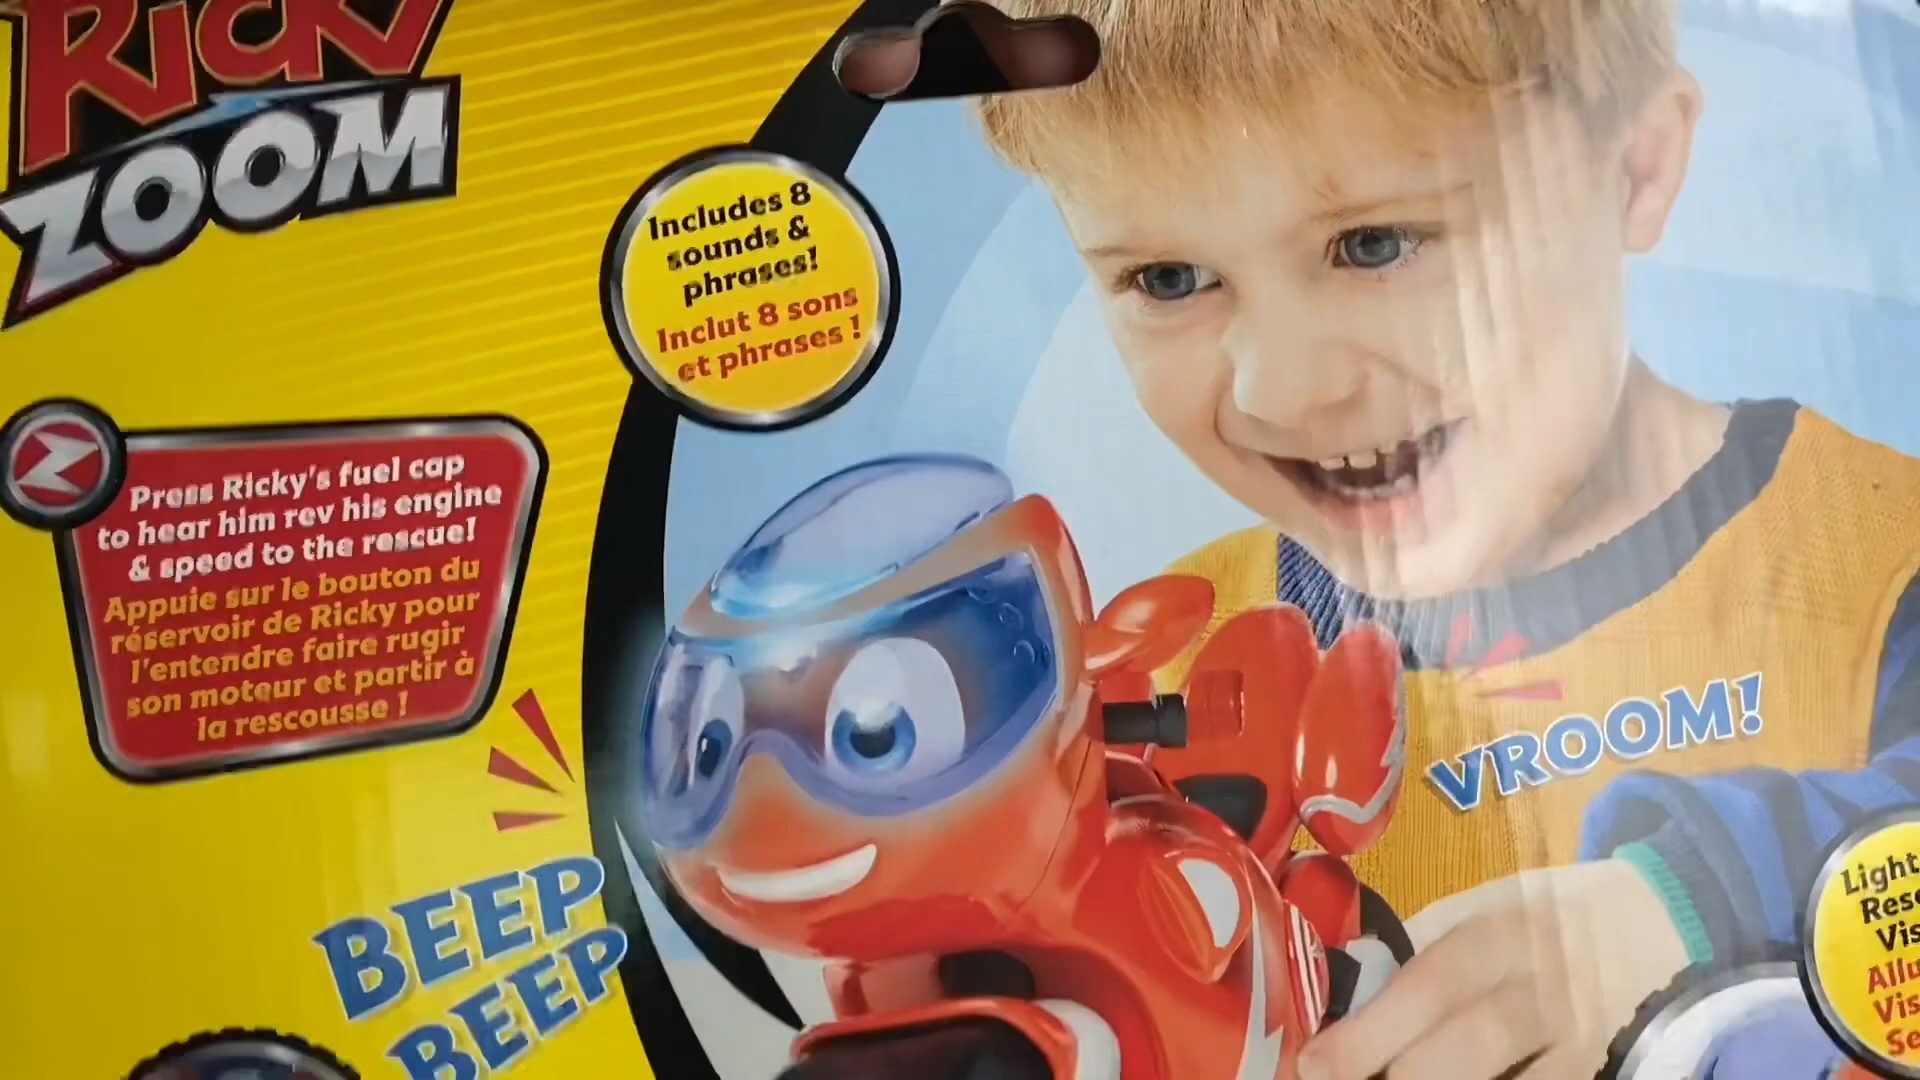 RICKY
ZOOM
Includes 8
sounds &
phrases!
Inclut 8 sons
et phrases !
Press Ricky's fuel cap
to hear him rev his engine
& speed to the rescue!
Appuie sur le bouton du
réservoir de Ricky pour
l'entendre faire rugir
son moteur et partir à
la rescousse !
VROOM!
BEEP
BEEP
Light